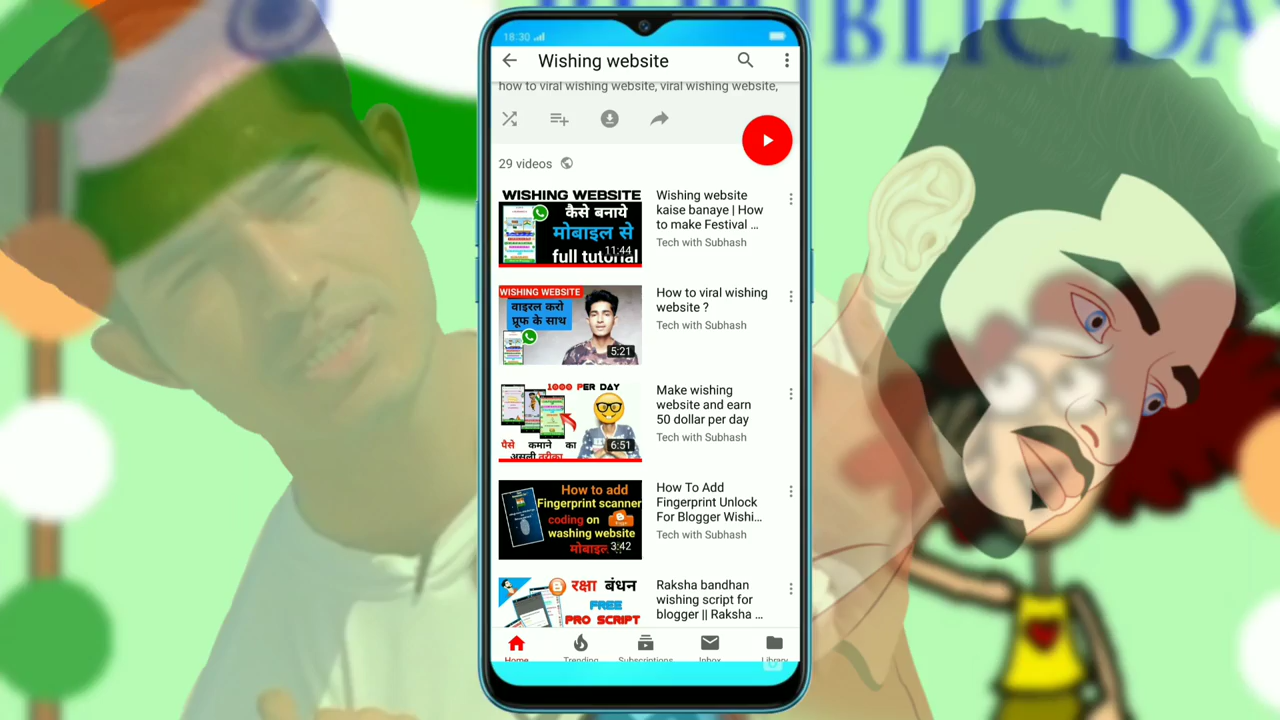 PUBLIC DA
18:30
Wishing website
how to viral wishing website, viral wishing website,
29 videos
WISHING WEBSITE
कैसे बनाये
मोबाइल से
11:44
full tutorial
Wishing website
kaise banaye | How
to make Festival ...
Tech with Subhash
WISHING WEBSITE
वाइरल करो
प्रूफ के साथ
5:21
How to viral wishing
website ?
Tech with Subhash
1000 PER DAY
पैसे कमाने का
असली तरीका
6:51
Make wishing
website and earn
50 dollar per day
Tech with Subhash
How to add
Fingerprint scanner
coding on
washing website
मोबाइल
3:42
How To Add
Fingerprint Unlock
For Blogger Wishi...
Tech with Subhash
रक्षा बंधन
FREE
PRO SCRIPT
Raksha bandhan
wishing script for
blogger || Raksha ...
Home
Trending
Subscriptions
Inbox
Library